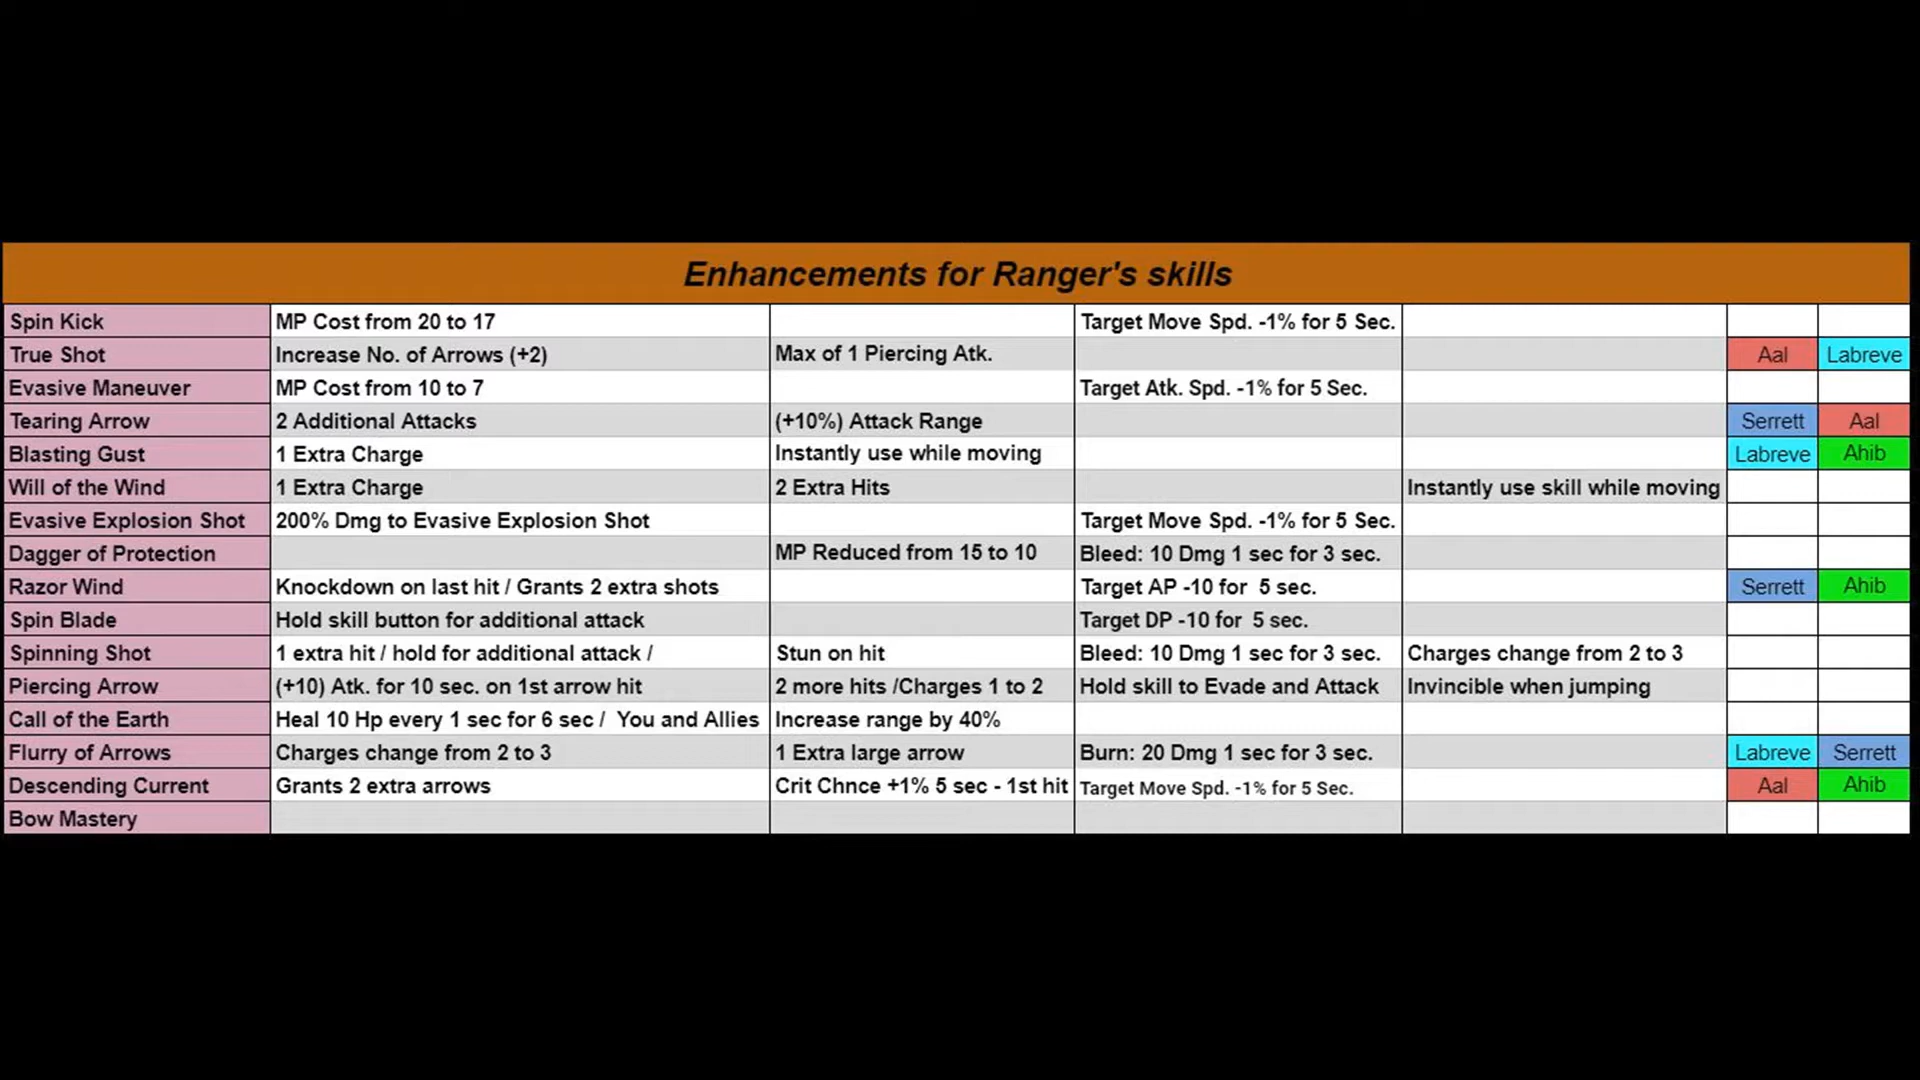 Enhancements for Ranger's skills
Spin Kick MP Cost from 20 to 17 Target Move Spd. -1% for 5 Sec.
True Shot Increase No. of Arrows (+2) Max of 1 Piercing Atk. Aal Labreve
Evasive Maneuver MP Cost from 10 to 7 Target Atk. Spd. -1% for 5 Sec.
Tearing Arrow 2 Additional Attacks (+10%) Attack Range Serrett Aal
Blasting Gust 1 Extra Charge Instantly use while moving Labreve Ahib
Will of the Wind 1 Extra Charge 2 Extra Hits Instantly use skill while moving
Evasive Explosion Shot 200% Dmg to Evasive Explosion Shot Target Move Spd. -1% for 5 Sec.
Dagger of Protection MP Reduced from 15 to 10 Bleed: 10 Dmg 1 sec for 3 sec.
Razor Wind Knockdown on last hit / Grants 2 extra shots Target AP -10 for 5 sec. Serrett Ahib
Spin Blade Hold skill button for additional attack Target DP -10 for 5 sec.
Spinning Shot 1 extra hit / hold for additional attack / Stun on hit Bleed: 10 Dmg 1 sec for 3 sec. Charges change from 2 to 3
Piercing Arrow (+10) Atk. for 10 sec. on 1st arrow hit 2 more hits /Charges 1 to 2 Hold skill to Evade and Attack Invincible when jumping
Call of the Earth Heal 10 Hp every 1 sec for 6 sec / You and Allies Increase range by 40%
Flurry of Arrows Charges change from 2 to 3 1 Extra large arrow Burn: 20 Dmg 1 sec for 3 sec. Labreve Serrett
Descending Current Grants 2 extra arrows Crit Chnce +1% 5 sec - 1st hit Target Move Spd. -1% for 5 Sec. Aal Ahib
Bow Mastery